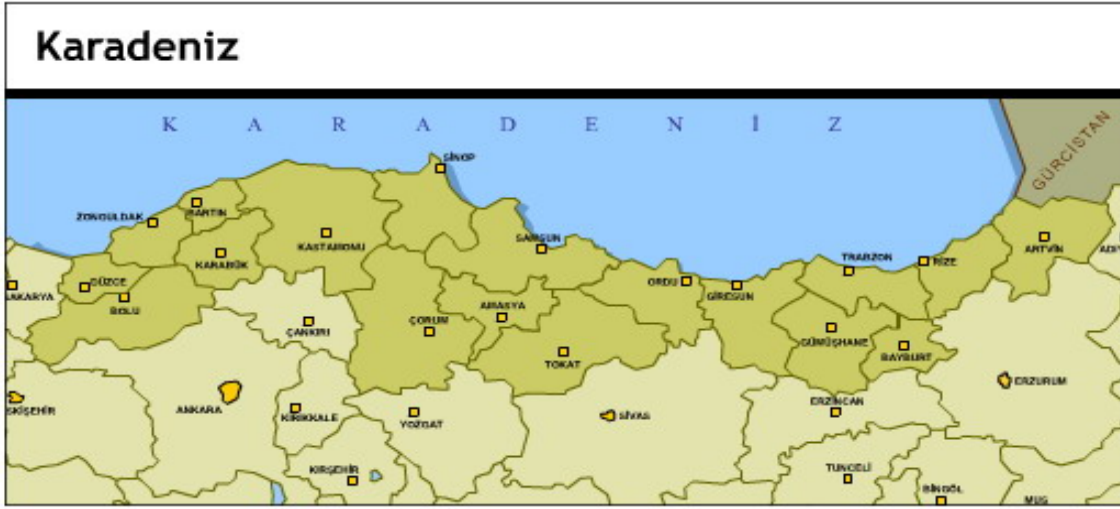 Karadeniz
K A R A D E N İ Z
GÜRCİSTAN
SİNOP
BARTIN
ZONGULDAK
SAMSUN
KASTAMONU
ARTVİN
TRABZON
RİZE
KARABÜK
DÜZCE
ORDU
GİRESUN
AKARYA
BOLU
AMASYA
ÇANKIRI
ÇORUM
GÜMÜŞHANE
BAYBURT
TOKAT
ERZURUM
SKİŞEHİR
ANKARA
KIRIKKALE
YOZGAT
SİVAS
ERZİNCAN
KIRŞEHİR
TUNCELİ
BİNGÖL
MUŞ